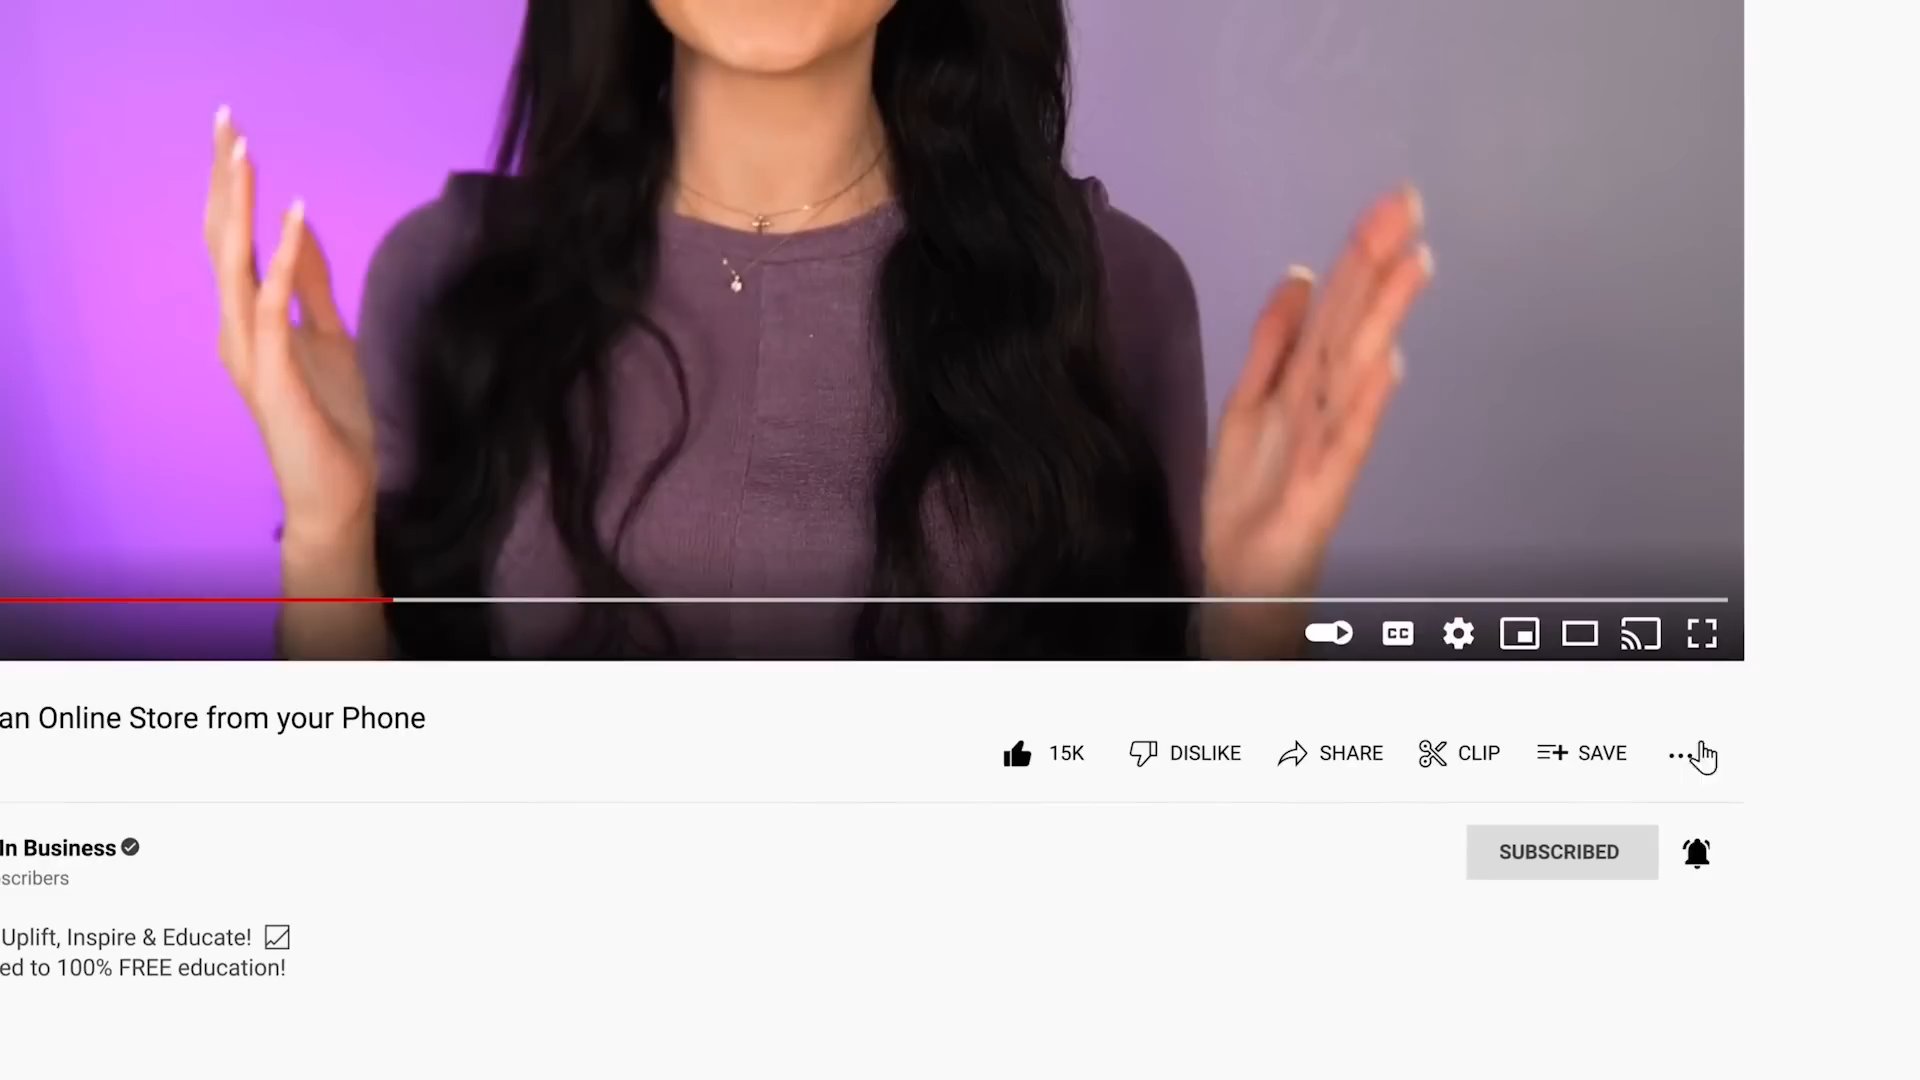 CC
an Online Store from your Phone
15K DISLIKE SHARE CLIP SAVE
In Business
scribers
SUBSCRIBED
Uplift, Inspire & Educate!
ed to 100% FREE education!